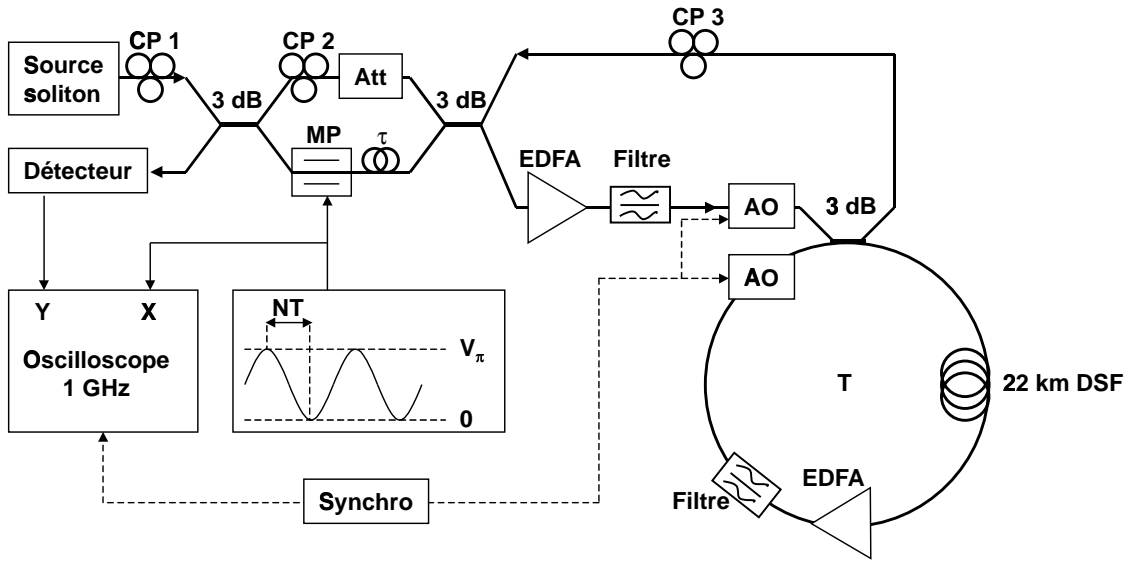 CP 1
CP 2
CP 3
Source
soliton
3 dB
Att
3 dB
MP
τ
EDFA
Filtre
Détecteur
AO
3 dB
AO
Y
X
NT
Vπ
Oscilloscope
1 GHz
0
T
22 km DSF
Synchro
Filtre
EDFA